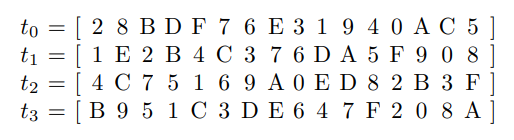 t0 = [ 2 8 B D F 7 6 E 3 1 9 4 0 A C 5 ]
t1 = [ 1 E 2 B 4 C 3 7 6 D A 5 F 9 0 8 ]
t2 = [ 4 C 7 5 1 6 9 A 0 E D 8 2 B 3 F ]
t3 = [ B 9 5 1 C 3 D E 6 4 7 F 2 0 8 A ]